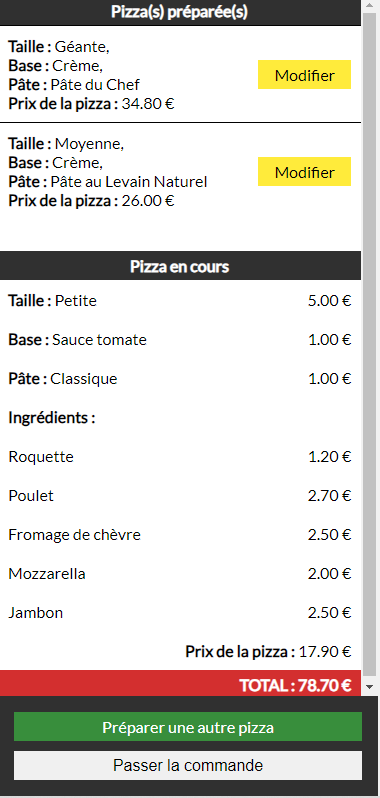 Pizza(s) préparée(s)
Taille : Géante,
Base : Crème,
Pâte : Pâte du Chef
Prix de la pizza : 34.80 €
Modifier
Taille : Moyenne,
Base : Crème,
Pâte : Pâte au Levain Naturel
Prix de la pizza : 26.00 €
Modifier
Pizza en cours
Taille : Petite 5.00 €
Base : Sauce tomate 1.00 €
Pâte : Classique 1.00 €
Ingrédients :
Roquette 1.20 €
Poulet 2.70 €
Fromage de chèvre 2.50 €
Mozzarella 2.00 €
Jambon 2.50 €
Prix de la pizza : 17.90 €
TOTAL : 78.70 €
Préparer une autre pizza
Passer la commande